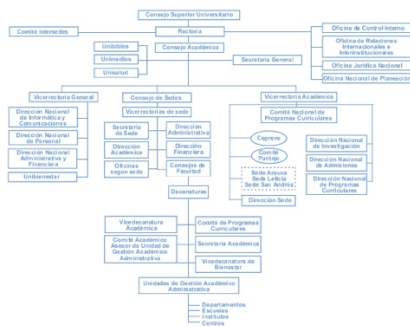 Consejo Superior Universitario
Comité Intersedes
Rectoría
Consejo Académico
Unibiblos
Unimedios
Unisalud
Secretaría General
Oficina de Control Interno
Oficina de Relaciones
Internacionales e
Interinstitucionales
Oficina Jurídica Nacional
Oficina Nacional de Planeación
Vicerrectoría General
Dirección Nacional
de Informática y
Comunicaciones
Dirección Nacional
de Personal
Dirección Nacional
Administrativa y
Financiera
Unibienestar
Consejo de Sedes
Vicerrectorías de sede
Secretaría
de Sede
Dirección
Administrativa
Dirección
Académica
Dirección
Financiera
Oficinas
según sede
Consejos de
Facultad
Vicerrectoría Académica
Comité Nacional de
Programas Curriculares
Comité
Puntaje
Sede Arauca
Sede Leticia
Sede San Andrés
Dirección Sede
Dirección Nacional
de Investigación
Dirección Nacional
de Admisiones
Dirección Nacional
de Programas
Curriculares
Decanaturas
Vicedecanatura
Académica
Comité de Programas
Curriculares
Comité Académico
Asesor de Unidad de
Gestión Académico
Administrativo
Secretaría Académica
Vicedecanatura de
Bienestar
Unidades de Gestión Académico
Administrativa
Departamentos
Escuelas
Institutos
Centros